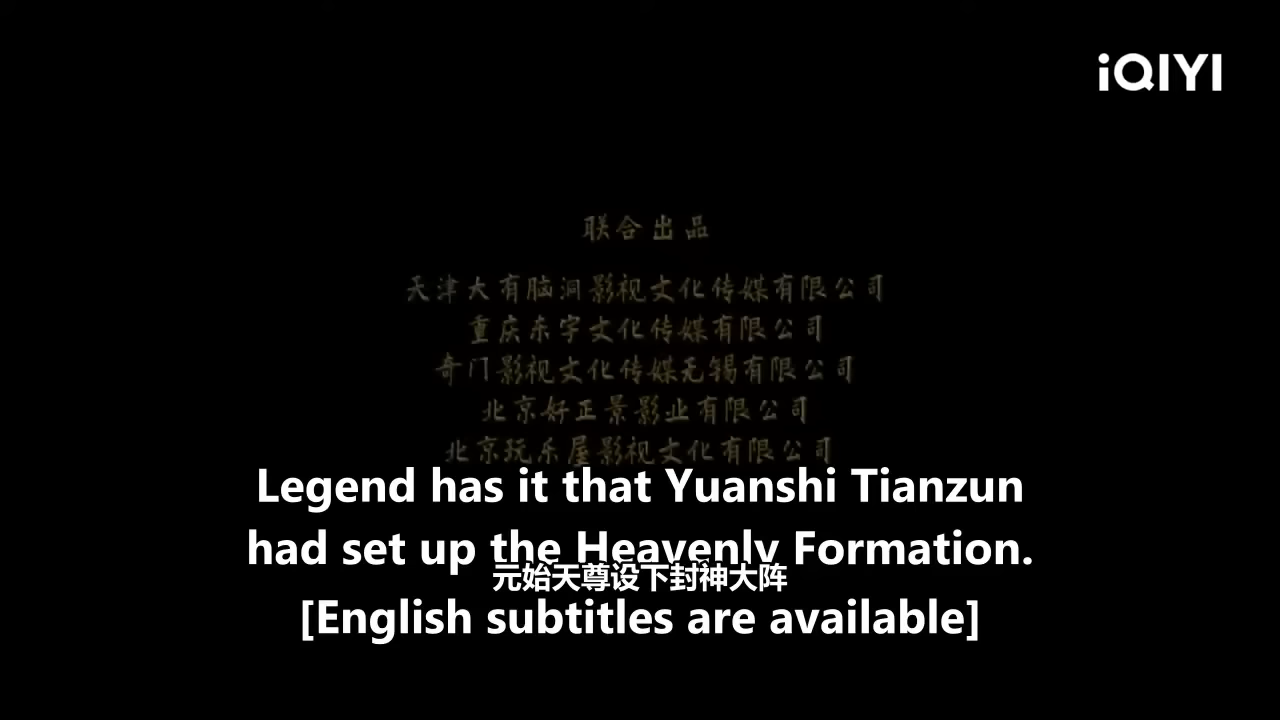 iQIYI
联合出品
天津大有脑洞影视文化传媒有限公司
重庆东宇文化传媒有限公司
奇门影视文化传媒无锡有限公司
北京好正景影业有限公司
北京玩乐屋影视文化有限公司
Legend has it that Yuanshi Tianzun
had set up the Heavenly Formation.
元始天尊设下封神大阵
[English subtitles are available]